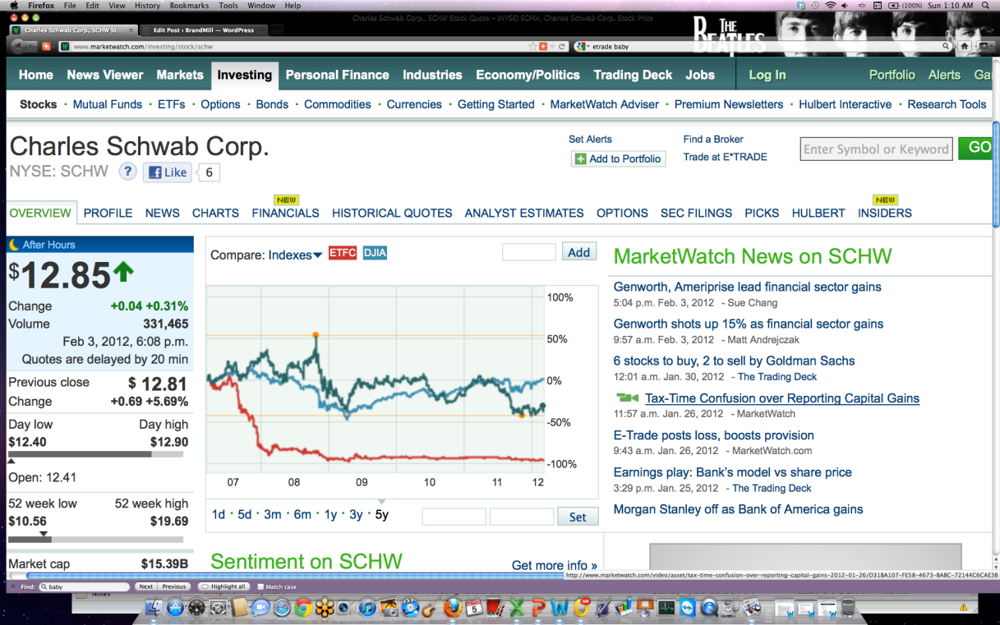 Firefox File Edit View History Bookmarks Tools Window Help (100%) Sun 1:10 AM
Charles Schwab Corp., SCHW Stock Quote – (NYSE) SCHW, Charles Schwab Corp. Stock Price
Charles Schwab Corp., SCHW St... Edit Post ‹ BrandMill — WordPress
THE BEATLES
www.marketwatch.com/investing/stock/schw etrade baby
Home News Viewer Markets Investing Personal Finance Industries Economy/Politics Trading Deck Jobs Log In Portfolio Alerts Ga
Stocks · Mutual Funds · ETFs · Options · Bonds · Commodities · Currencies · Getting Started · MarketWatch Adviser · Premium Newsletters · Hulbert Interactive · Research Tools
Charles Schwab Corp.
NYSE: SCHW ? Like 6
Set Alerts
Add to Portfolio
Find a Broker
Trade at E*TRADE
Enter Symbol or Keyword GO
NEW NEW
OVERVIEW PROFILE NEWS CHARTS FINANCIALS HISTORICAL QUOTES ANALYST ESTIMATES OPTIONS SEC FILINGS PICKS HULBERT INSIDERS
After Hours
$12.85
Change +0.04 +0.31%
Volume 331,465
Feb 3, 2012, 6:08 p.m.
Quotes are delayed by 20 min
Previous close $ 12.81
Change +0.69 +5.69%
Day low Day high
$12.40 $12.90
Open: 12.41
52 week low 52 week high
$10.56 $19.69
Market cap $15.39B
Compare: Indexes ETFC DJIA Add
100%
50%
0%
-50%
-100%
07 08 09 10 11 12
1d · 5d · 3m · 6m · 1y · 3y · 5y Set
Sentiment on SCHW Get more info »
MarketWatch News on SCHW
Genworth, Ameriprise lead financial sector gains
5:04 p.m. Feb. 3, 2012 - Sue Chang
Genworth shots up 15% as financial sector gains
9:57 a.m. Feb. 3, 2012 - Matt Andrejczak
6 stocks to buy, 2 to sell by Goldman Sachs
12:01 a.m. Jan. 30, 2012 - The Trading Deck
Tax-Time Confusion over Reporting Capital Gains
11:57 a.m. Jan. 26, 2012 - MarketWatch
E-Trade posts loss, boosts provision
9:43 a.m. Jan. 26, 2012 - MarketWatch.com
Earnings play: Bank's model vs share price
3:29 p.m. Jan. 25, 2012 - The Trading Deck
Morgan Stanley off as Bank of America gains
http://www.marketwatch.com/video/asset/tax-time-confusion-over-reporting-capital-gains-2012-01-26/D31BA107-FE58-4673-BABC-72144C6CAE3B
Find: baby Next Previous Highlight all Match case
Notes